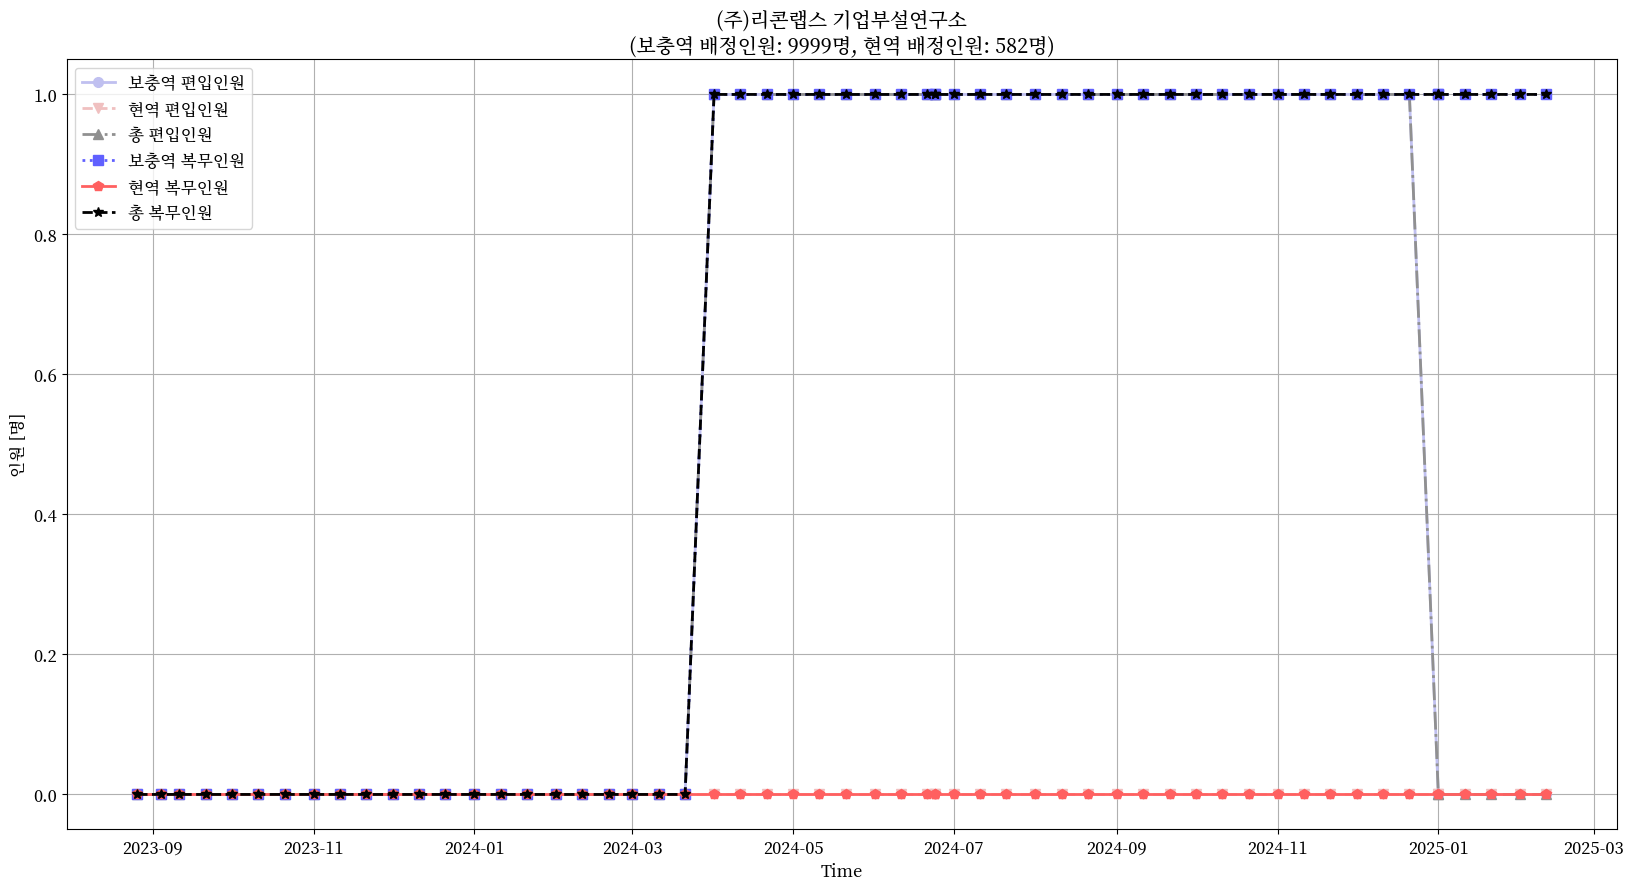 (주)리콘랩스 기업부설연구소
(보충역 배정인원: 9999명, 현역 배정인원: 582명)
보충역 편입인원
현역 편입인원
총 편입인원
보충역 복무인원
현역 복무인원
총 복무인원
1.0
0.8
0.6
0.4
0.2
0.0
인원 [명]
2023-09
2023-11
2024-01
2024-03
2024-05
2024-07
2024-09
2024-11
2025-01
2025-03
Time